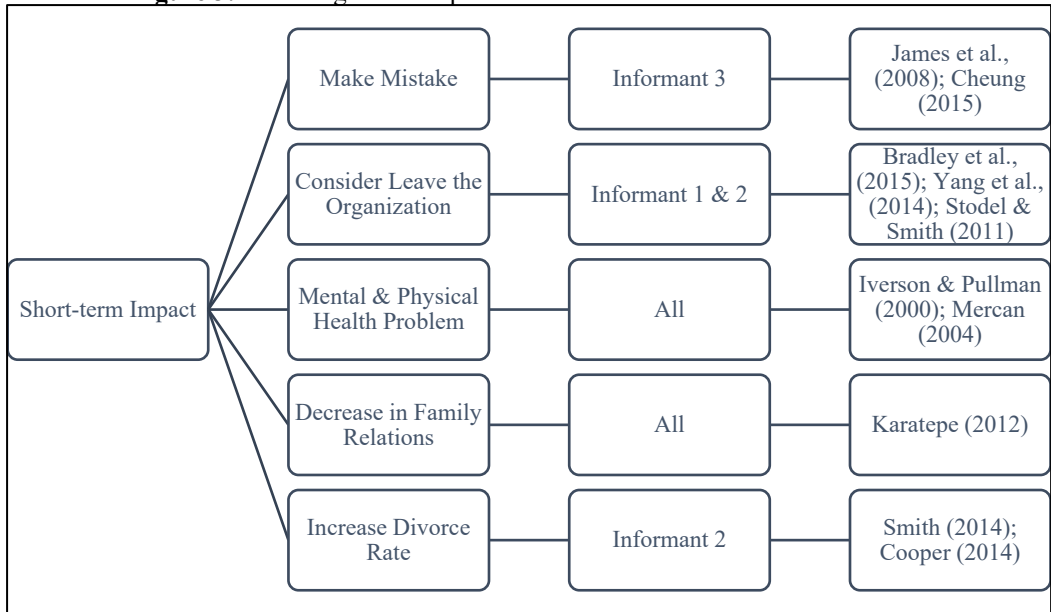 Short-term Impact
Make Mistake
Informant 3
James et al.,
(2008); Cheung
(2015)
Consider Leave the
Organization
Informant 1 & 2
Bradley et al.,
(2015); Yang et al.,
(2014); Stodel &
Smith (2011)
Mental & Physical
Health Problem
All
Iverson & Pullman
(2000); Mercan
(2004)
Decrease in Family
Relations
All
Karatepe (2012)
Increase Divorce
Rate
Informant 2
Smith (2014);
Cooper (2014)